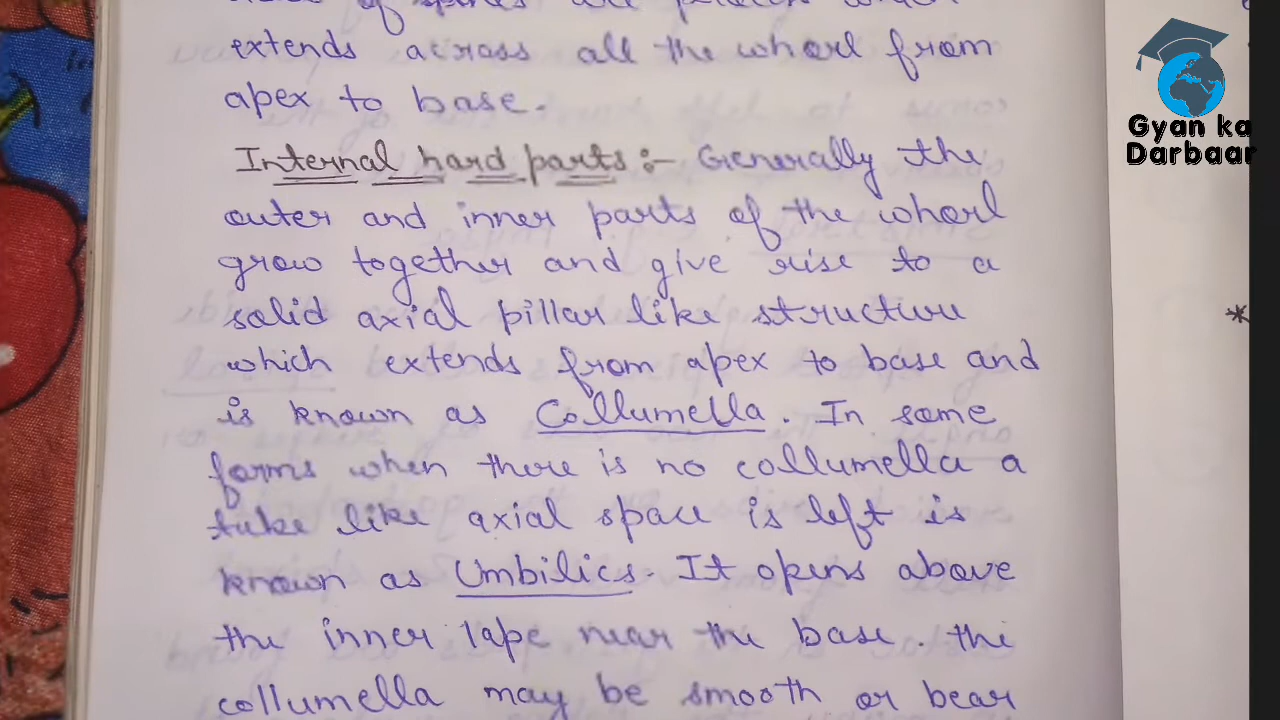 extends across all the whorl from
apex to base.
Internal hard parts :- Generally the
outer and inner parts of the whorl
grow together and give rise to a
solid axial pillar like structure
which extends from apex to base and
is known as Collumella. In some
forms when there is no collumella a
tube like axial space is left is
known as Umbilics. It opens above
the inner lape near the base. the
collumella may be smooth or bear
Gyan ka
Darbaar
*